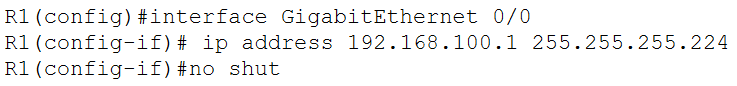 R1(config)#interface GigabitEthernet 0/0
R1(config-if)# ip address 192.168.100.1 255.255.255.224
R1(config-if)#no shut